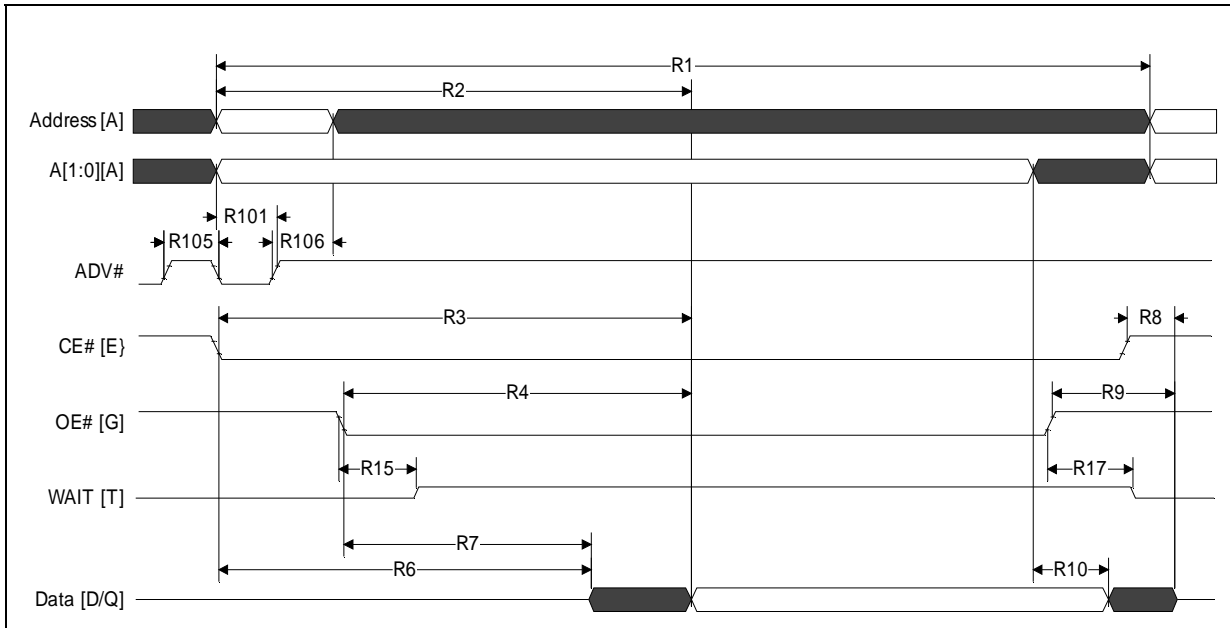 R1
R2
Address [A]
A[1:0][A]
R101
R105
R106
ADV#
R3
R8
CE# [E}
R4
R9
OE# [G]
R15
R17
WAIT [T]
R7
R6
R10
Data [D/Q]